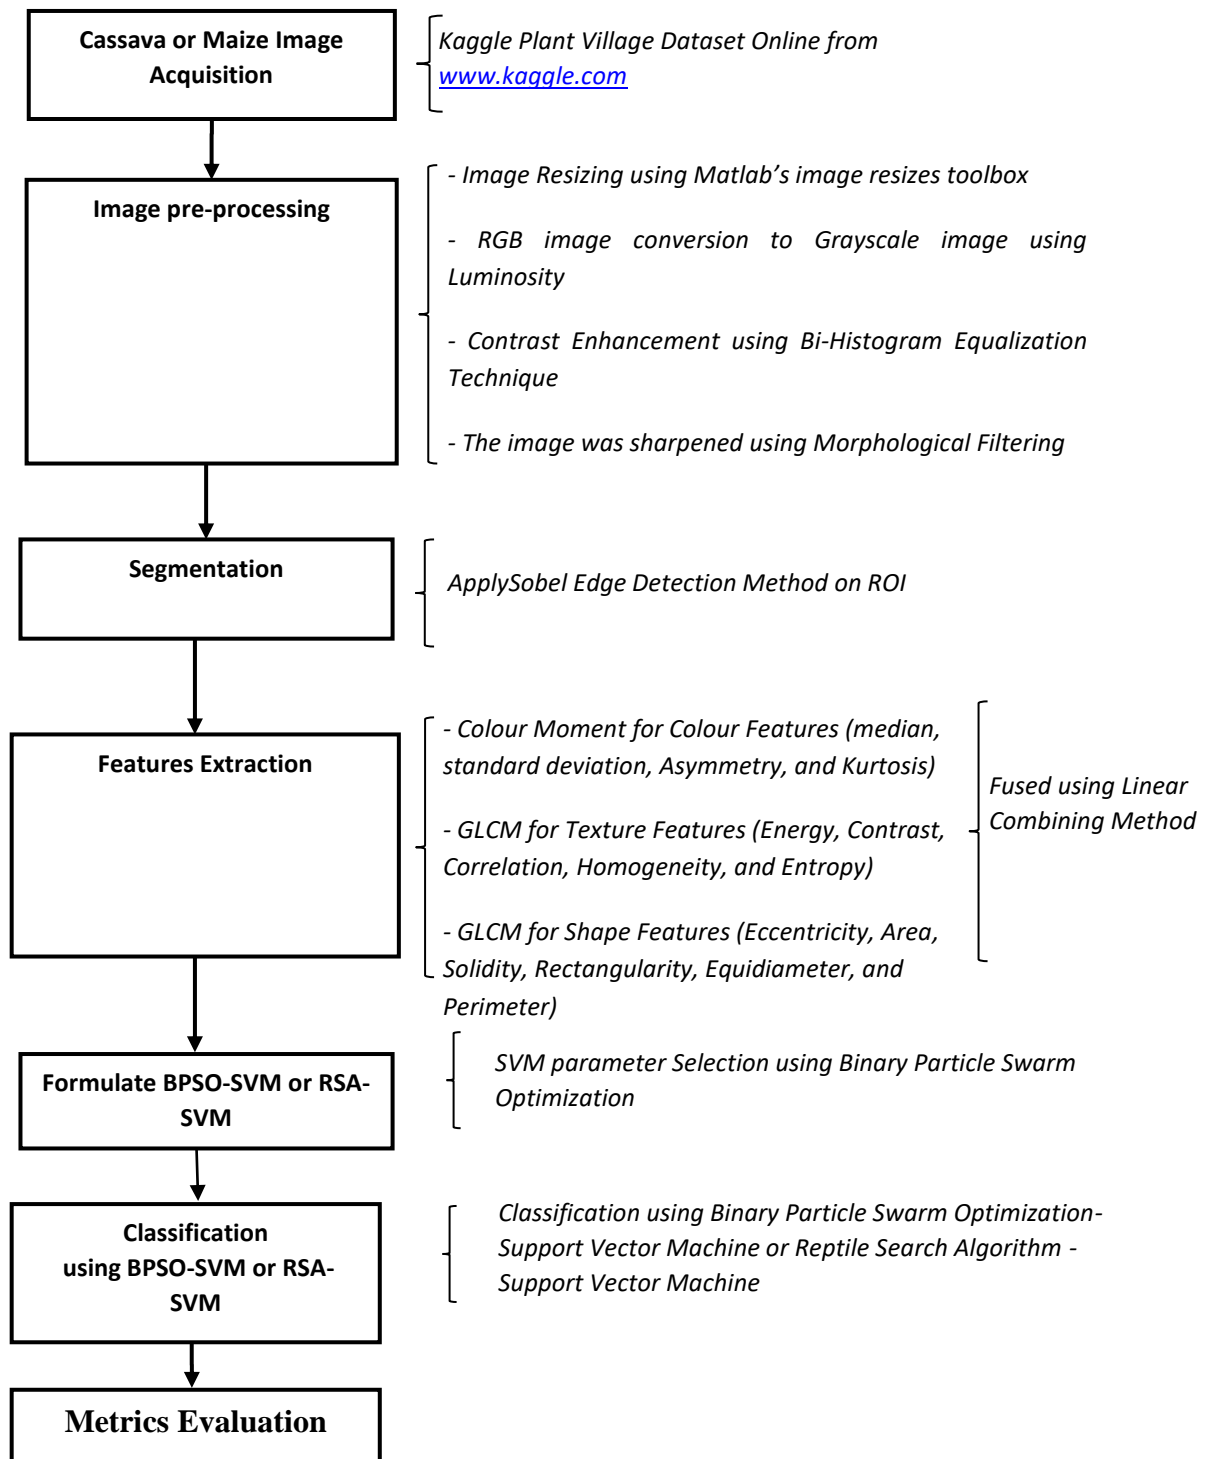 Cassava or Maize Image
Acquisition
Kaggle Plant Village Dataset Online from
www.kaggle.com
Image pre-processing
- Image Resizing using Matlab’s image resizes toolbox
- RGB image conversion to Grayscale image using
Luminosity
- Contrast Enhancement using Bi-Histogram Equalization
Technique
- The image was sharpened using Morphological Filtering
Segmentation
ApplySobel Edge Detection Method on ROI
Features Extraction
- Colour Moment for Colour Features (median,
standard deviation, Asymmetry, and Kurtosis)
- GLCM for Texture Features (Energy, Contrast,
Correlation, Homogeneity, and Entropy)
- GLCM for Shape Features (Eccentricity, Area,
Solidity, Rectangularity, Equidiameter, and
Perimeter)
Fused using Linear
Combining Method
Formulate BPSO-SVM or RSA-
SVM
SVM parameter Selection using Binary Particle Swarm
Optimization
Classification
using BPSO-SVM or RSA-
SVM
Classification using Binary Particle Swarm Optimization-
Support Vector Machine or Reptile Search Algorithm -
Support Vector Machine
Metrics Evaluation